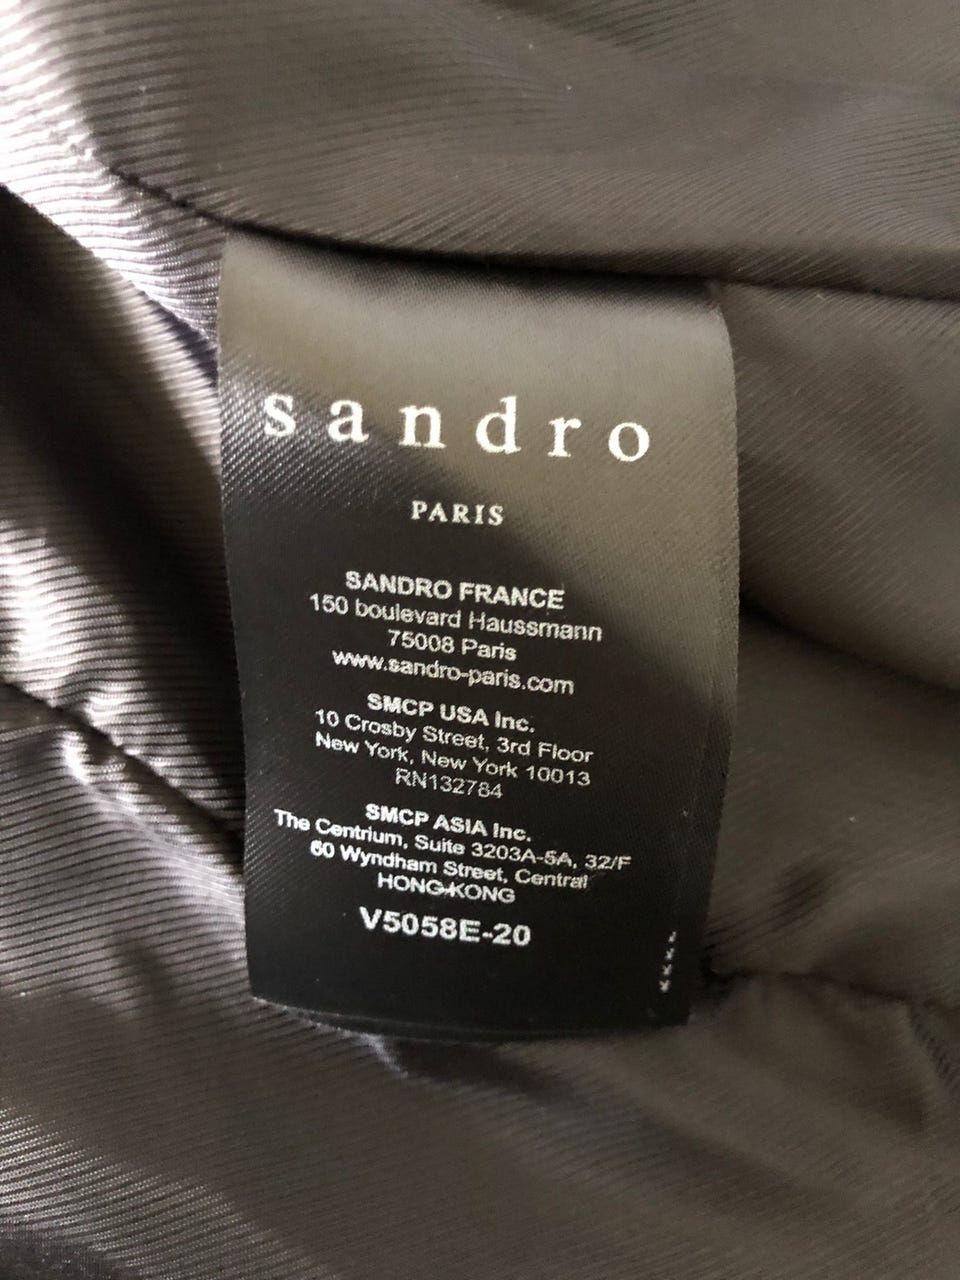 sandro
PARIS
SANDRO FRANCE
150 boulevard Haussmann
75008 Paris
www.sandro-paris.com
SMCP USA Inc.
10 Crosby Street, 3rd Floor
New York, New York 10013
RN132784
SMCP ASIA Inc.
The Centrium, Suite 3203A-5A, 32/F
60 Wyndham Street, Central
HONG-KONG
V5058E-20